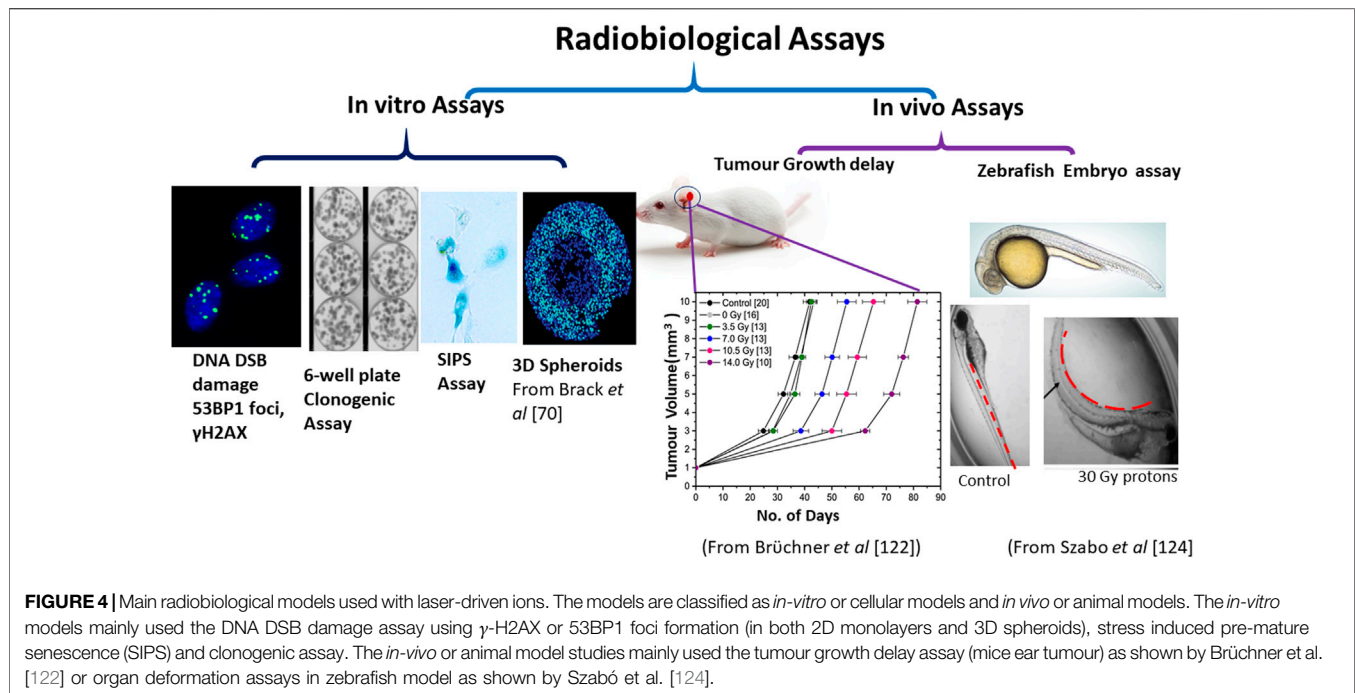 Radiobiological Assays
In vitro Assays
In vivo Assays
Tumour Growth delay
Zebrafish Embryo assay
DNA DSB
damage
53BP1 foci,
γH2AX
6-well plate
Clonogenic
Assay
SIPS
Assay
3D Spheroids
From Brack et
al [70]
Tumour Volume(mm³)
10
9
8
7
6
5
4
3
2
1
0
Control [20]
0 Gy [16]
3.5 Gy [13]
7.0 Gy [13]
10.5 Gy [13]
14.0 Gy [10]
0 10 20 30 40 50 60 70 80 90
No. of Days
(From Brüchner et al [122])
Control
30 Gy protons
(From Szabo et al [124]
FIGURE 4 | Main radiobiological models used with laser-driven ions. The models are classified as in-vitro or cellular models and in vivo or animal models. The in-vitro
models mainly used the DNA DSB damage assay using γ-H2AX or 53BP1 foci formation (in both 2D monolayers and 3D spheroids), stress induced pre-mature
senescence (SIPS) and clonogenic assay. The in-vivo or animal model studies mainly used the tumour growth delay assay (mice ear tumour) as shown by Brüchner et al.
[122] or organ deformation assays in zebrafish model as shown by Szabó et al. [124].